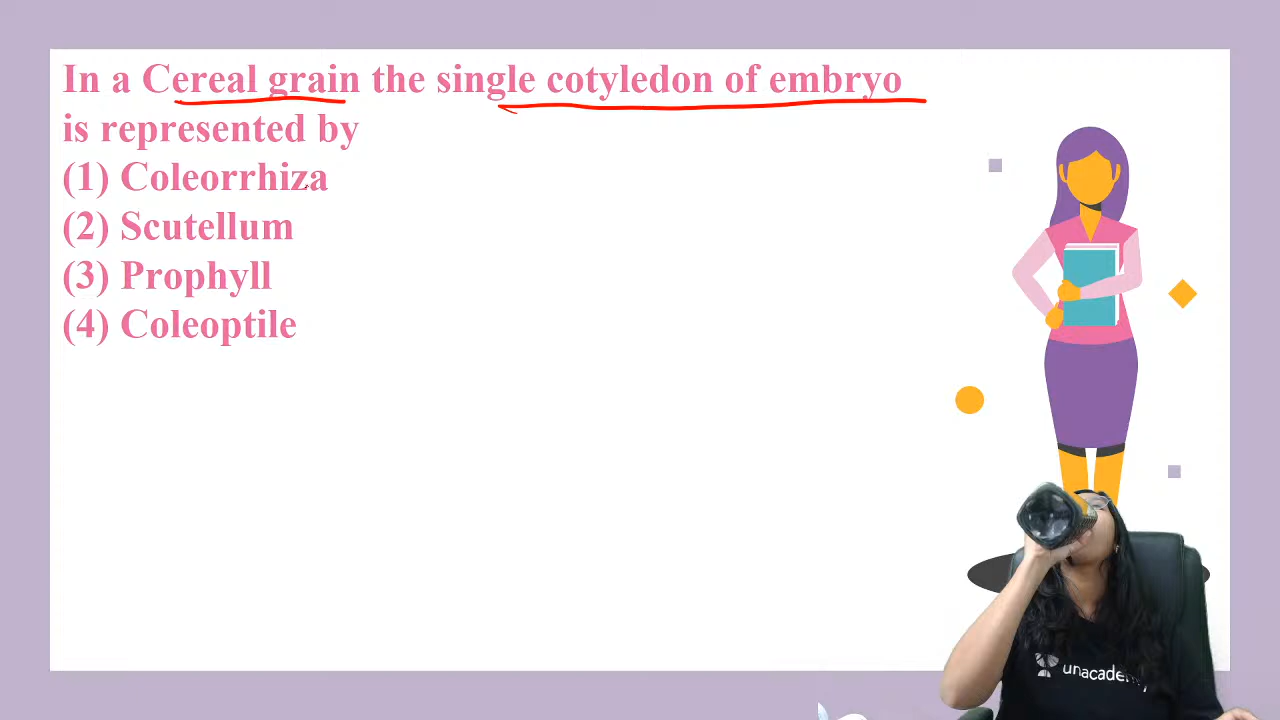 In a Cereal grain the single cotyledon of embryo
is represented by
(1) Coleorrhiza
(2) Scutellum
(3) Prophyll
(4) Coleoptile
unacademy